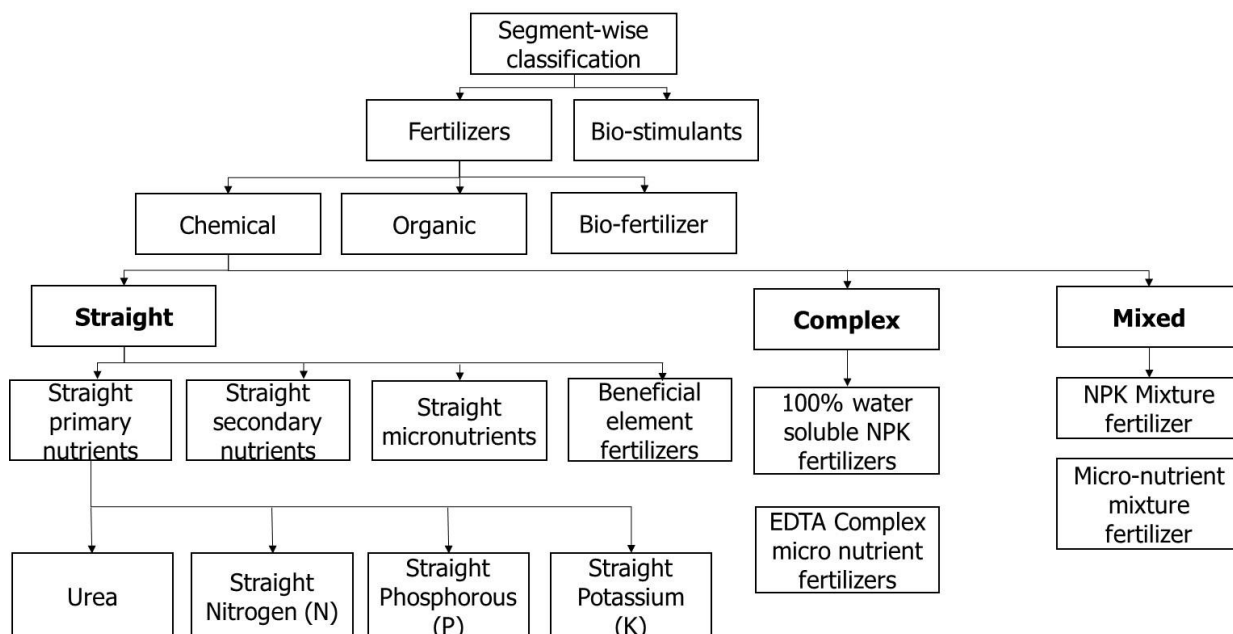 Segment-wise
classification
Fertilizers
Bio-stimulants
Chemical
Organic
Bio-fertilizer
Straight
Complex
Mixed
Straight
primary
nutrients
Straight
secondary
nutrients
Straight
micronutrients
Beneficial
element
fertilizers
100% water
soluble NPK
fertilizers
NPK Mixture
fertilizer
EDTA Complex
micro nutrient
fertilizers
Micro-nutrient
mixture
fertilizer
Urea
Straight
Nitrogen (N)
Straight
Phosphorous
(P)
Straight
Potassium
(K)